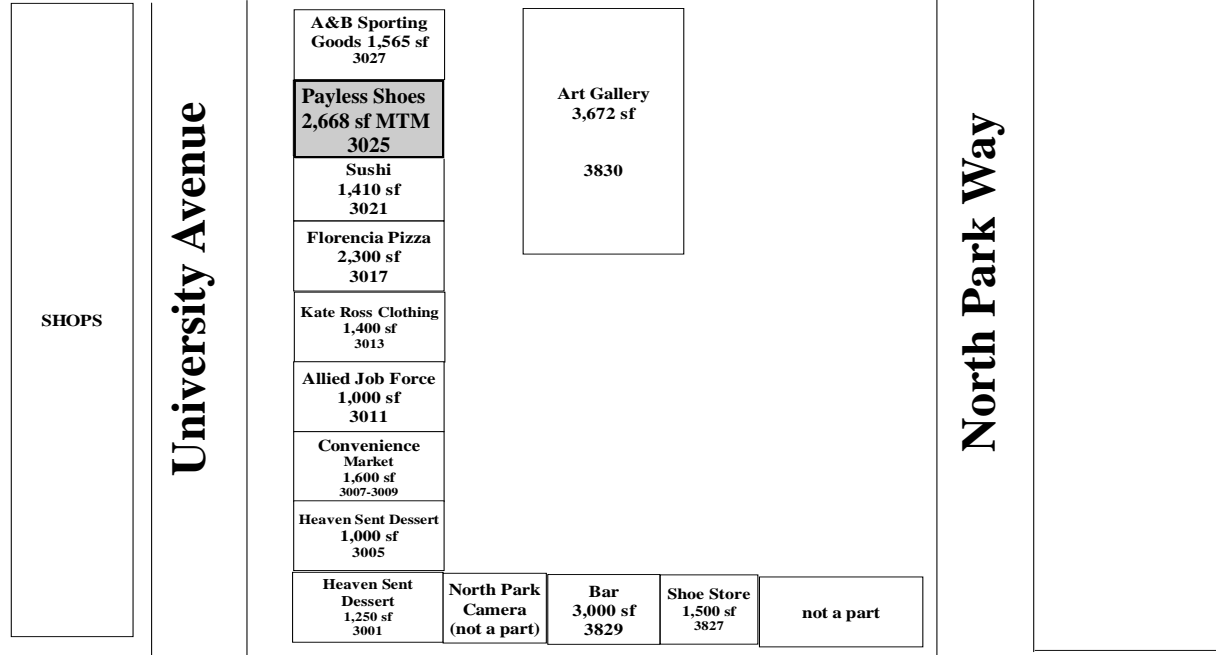 SHOPS
University Avenue
A&B Sporting
Goods 1,565 sf
3027
Payless Shoes
2,668 sf MTM
3025
Sushi
1,410 sf
3021
Florencia Pizza
2,300 sf
3017
Kate Ross Clothing
1,400 sf
3013
Allied Job Force
1,000 sf
3011
Convenience
Market
1,600 sf
3007-3009
Heaven Sent Dessert
1,000 sf
3005
Heaven Sent
Dessert
1,250 sf
3001
North Park
Camera
(not a part)
Bar
3,000 sf
3829
Shoe Store
1,500 sf
3827
not a part
Art Gallery
3,672 sf
3830
North Park Way